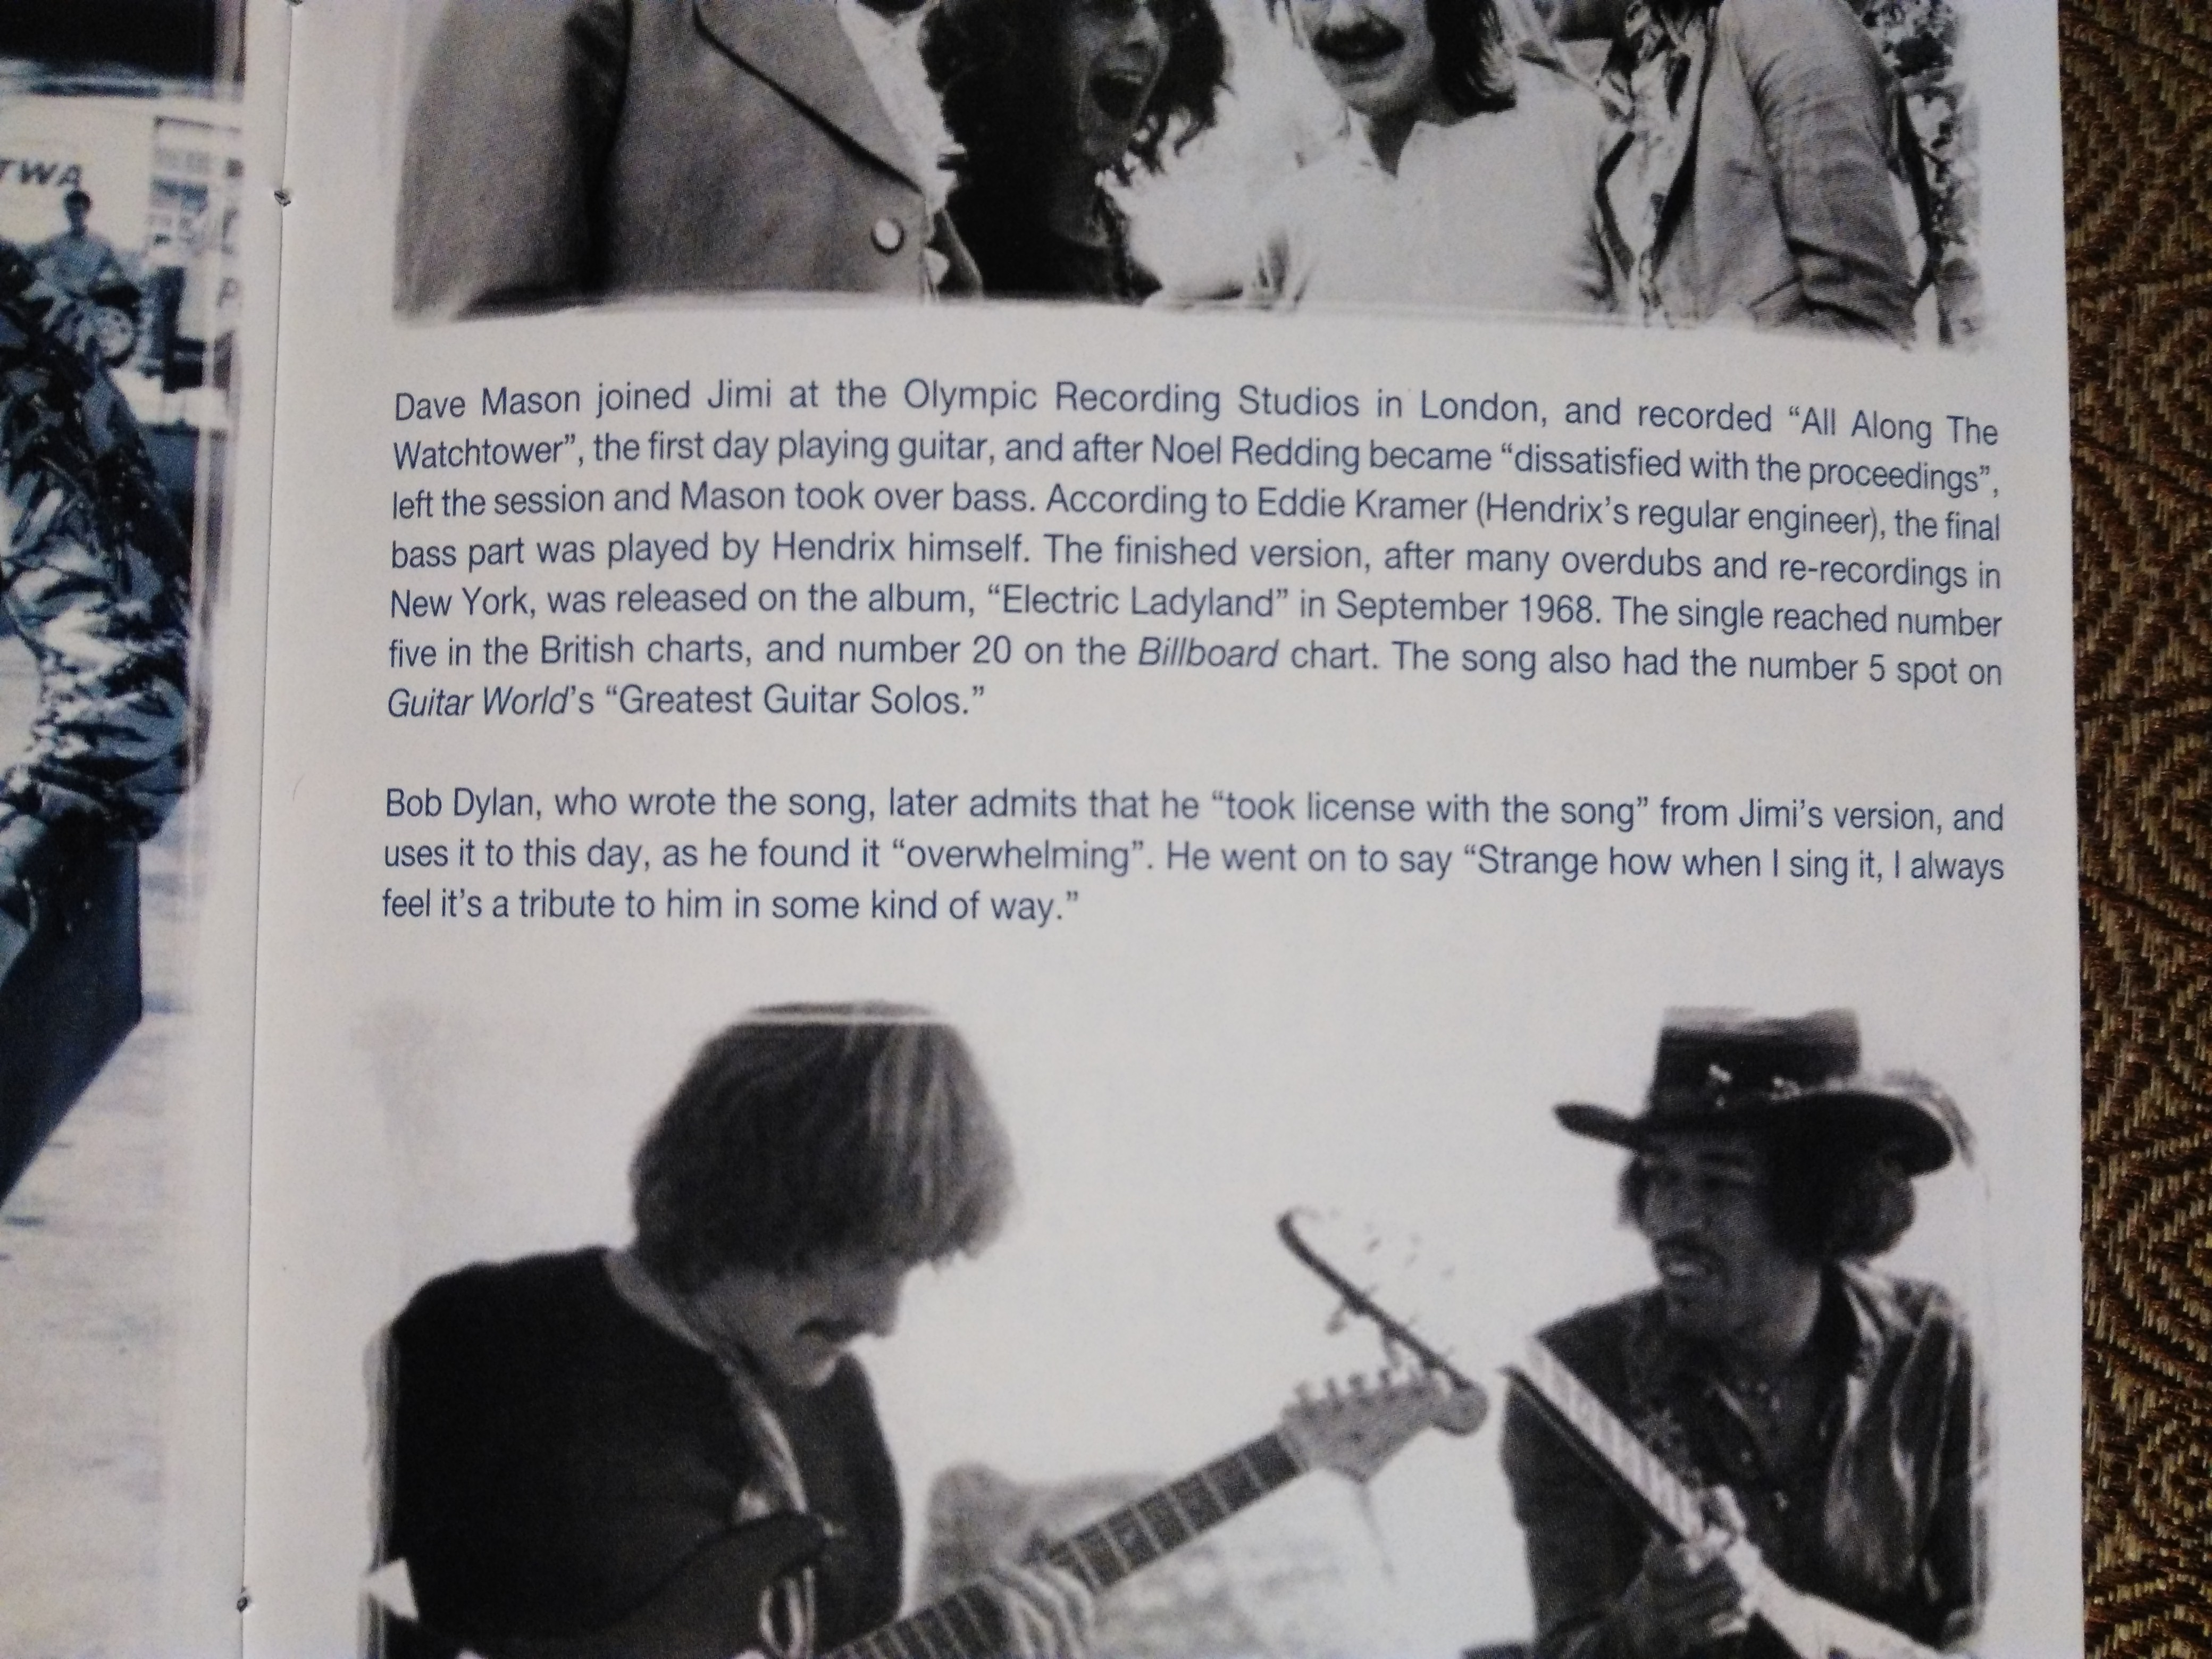 TWA
Dave Mason joined Jimi at the Olympic Recording Studios in London, and recorded “All Along The
Watchtower”, the first day playing guitar, and after Noel Redding became “dissatisfied with the proceedings”,
left the session and Mason took over bass. According to Eddie Kramer (Hendrix’s regular engineer), the final
bass part was played by Hendrix himself. The finished version, after many overdubs and re-recordings in
New York, was released on the album, “Electric Ladyland” in September 1968. The single reached number
five in the British charts, and number 20 on the Billboard chart. The song also had the number 5 spot on
Guitar World’s “Greatest Guitar Solos.”
Bob Dylan, who wrote the song, later admits that he “took license with the song” from Jimi’s version, and
uses it to this day, as he found it “overwhelming”. He went on to say “Strange how when I sing it, I always
feel it’s a tribute to him in some kind of way.”